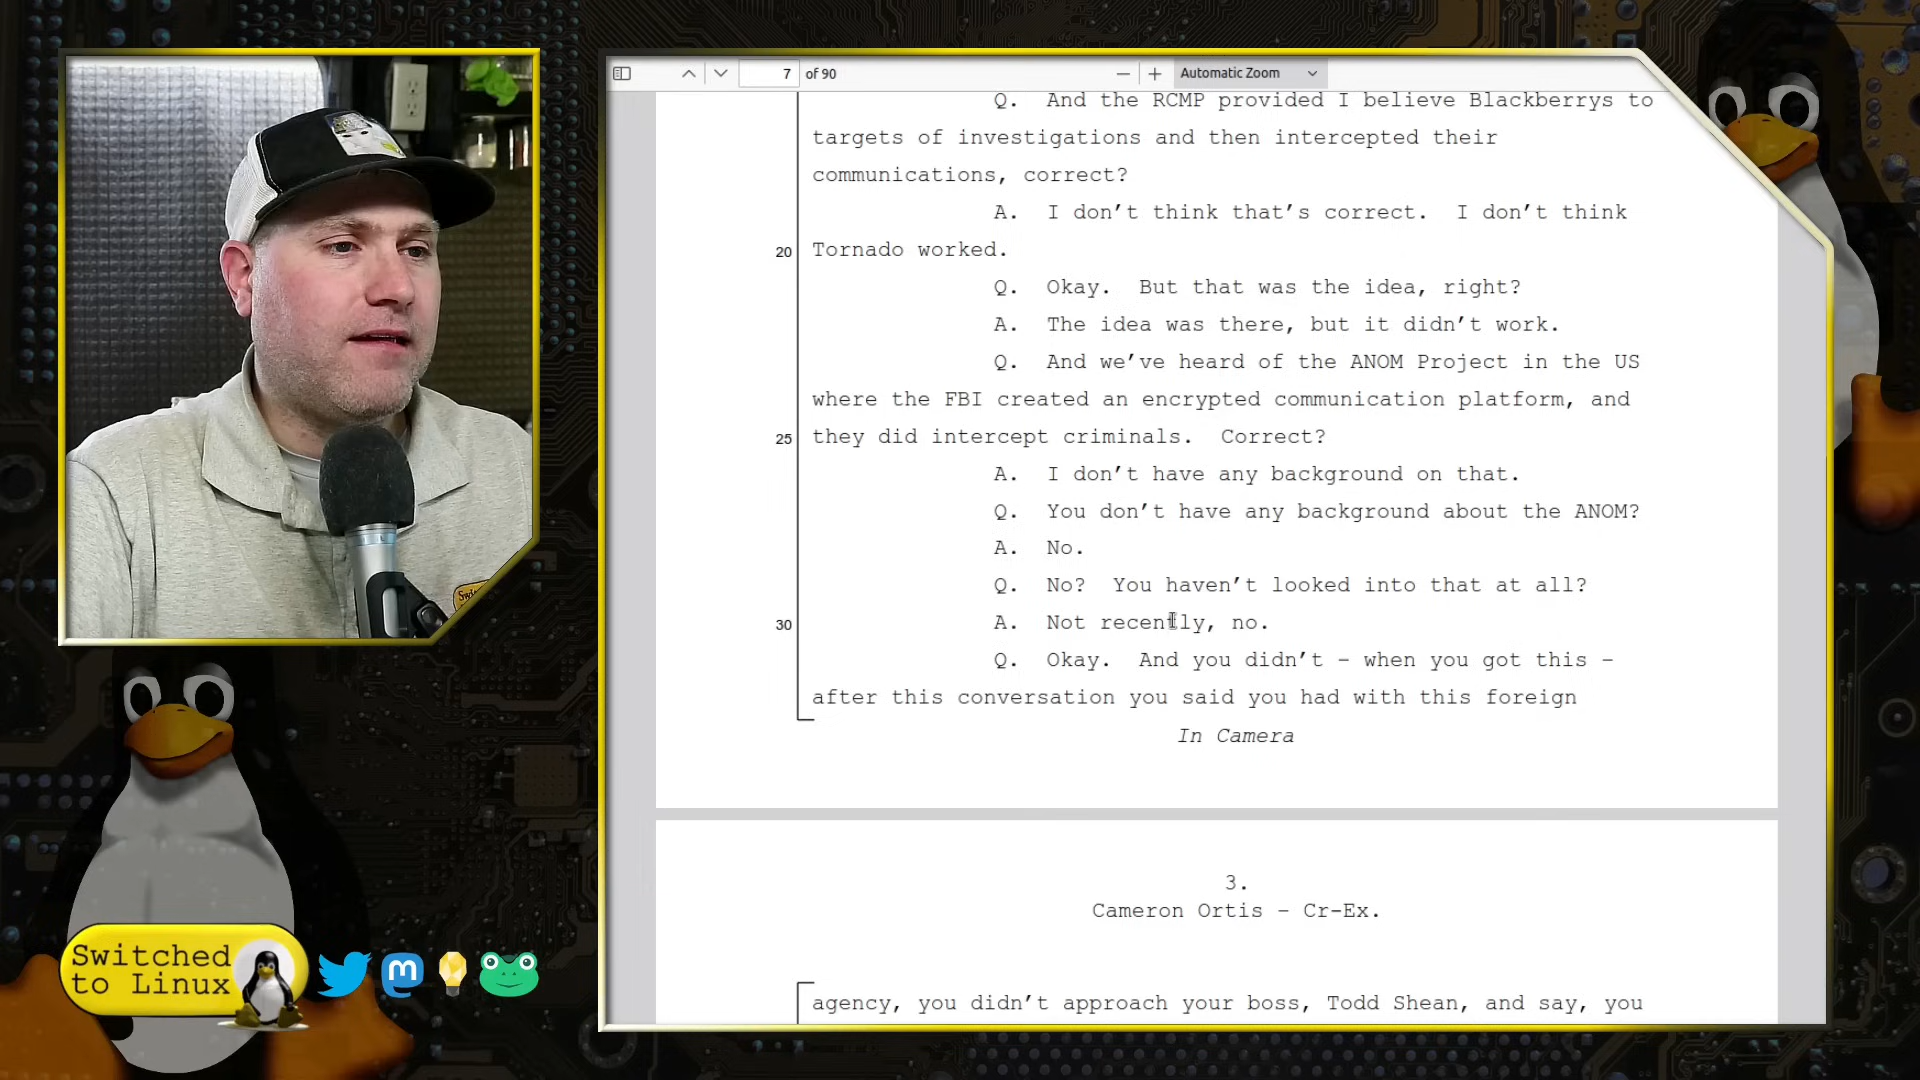 7 of 90
Automatic Zoom
Q. And the RCMP provided I believe Blackberrys to
targets of investigations and then intercepted their
communications, correct?
A. I don't think that's correct. I don't think
20 Tornado worked.
Q. Okay. But that was the idea, right?
A. The idea was there, but it didn't work.
Q. And we've heard of the ANOM Project in the US
where the FBI created an encrypted communication platform, and
25 they did intercept criminals. Correct?
A. I don't have any background on that.
Q. You don't have any background about the ANOM?
A. No.
Q. No? You haven't looked into that at all?
30 A. Not recently, no.
Q. Okay. And you didn't – when you got this –
after this conversation you said you had with this foreign
In Camera
3.
Cameron Ortis – Cr-Ex.
agency, you didn't approach your boss, Todd Shean, and say, you
Switched
to Linux